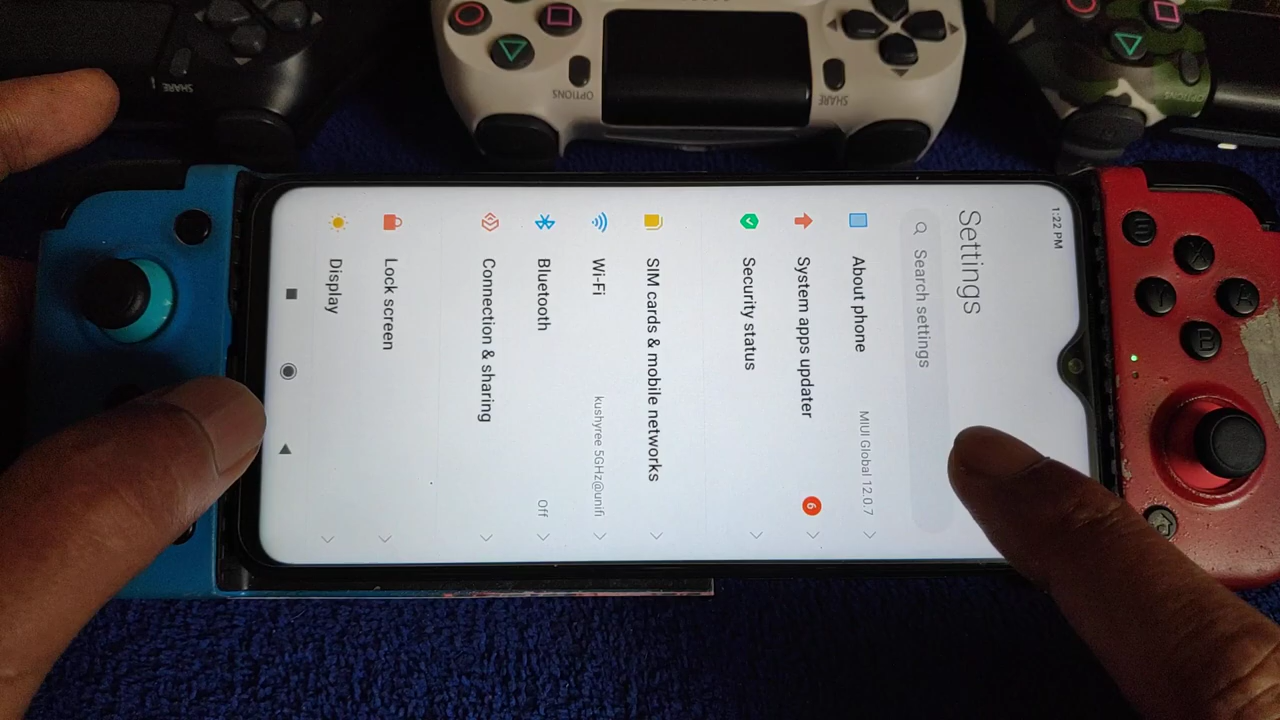 SHARE
OPTIONS
SHARE
OPTIONS
1:22 PM
Settings
Search settings
About phone MIUI Global 12.0.7
System apps updater 6
Security status
SIM cards & mobile networks
Wi-Fi kushyree 5GHz@unifi
Bluetooth Off
Connection & sharing
Lock screen
Display